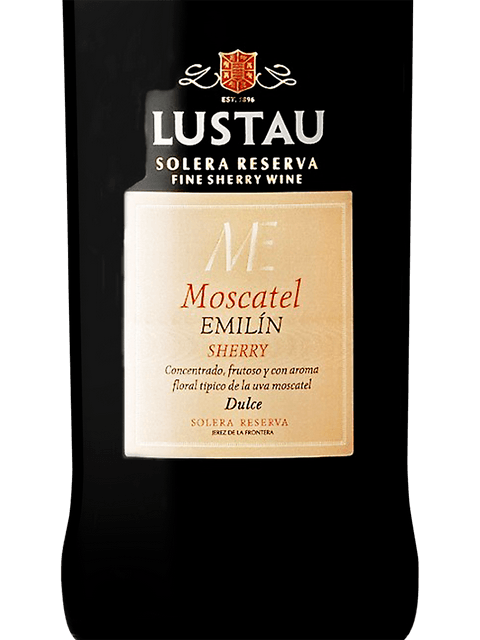 EST. 1896
LUSTAU
SOLERA RESERVA
FINE SHERRY WINE
ME
Moscatel
EMILÍN
SHERRY
Concentrado, frutoso y con aroma
floral típico de la uva moscatel
Dulce
SOLERA RESERVA
JEREZ DE LA FRONTERA